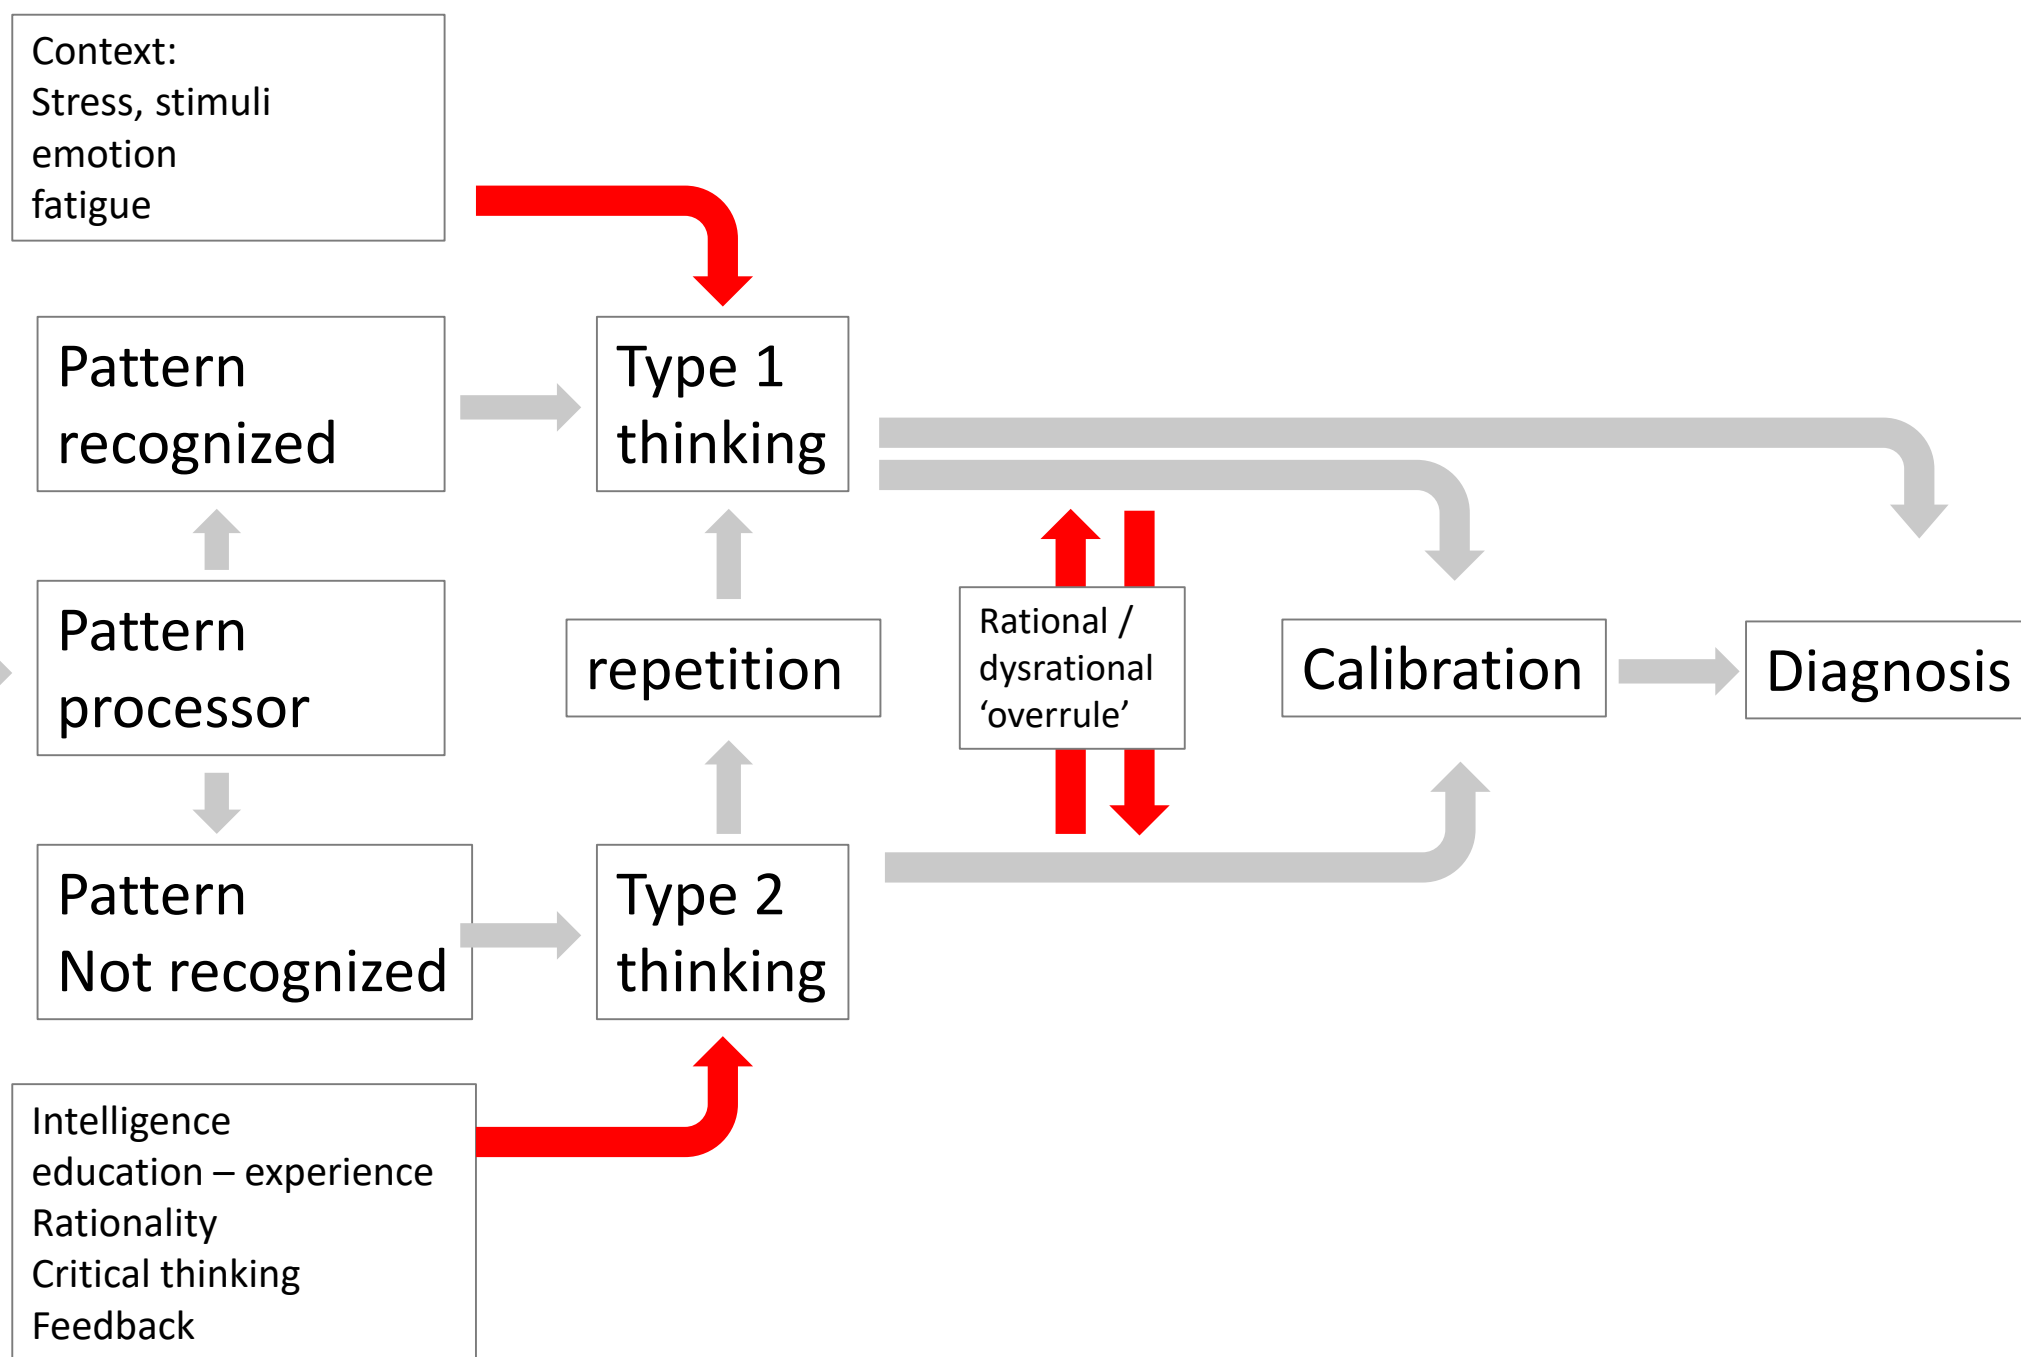 Context:
Stress, stimuli
emotion
fatigue
Pattern
recognized
Type 1
thinking
Pattern
processor
repetition
Rational /
dysrational
‘overrule’
Calibration
Diagnosis
Pattern
Not recognized
Type 2
thinking
Intelligence
education – experience
Rationality
Critical thinking
Feedback